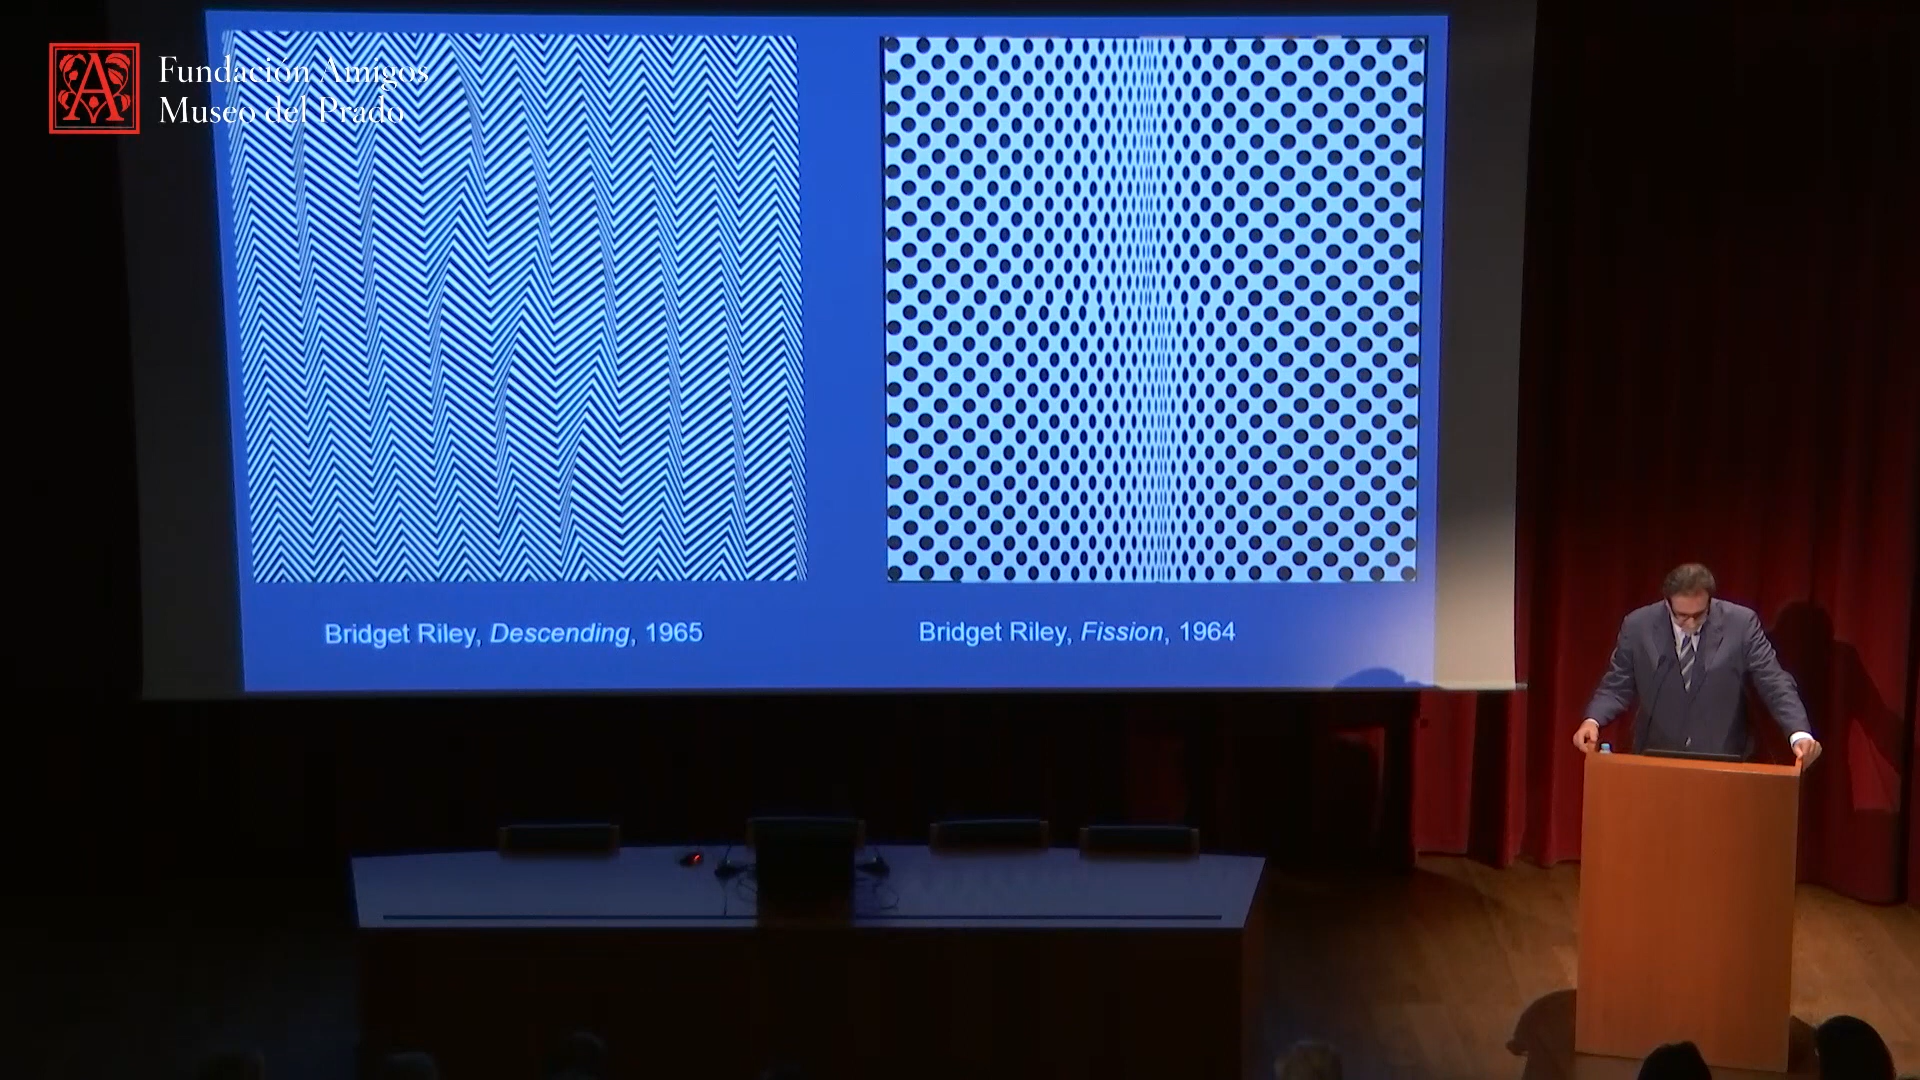 Fundación Amigos
Museo del Prado
Bridget Riley, Descending, 1965
Bridget Riley, Fission, 1964